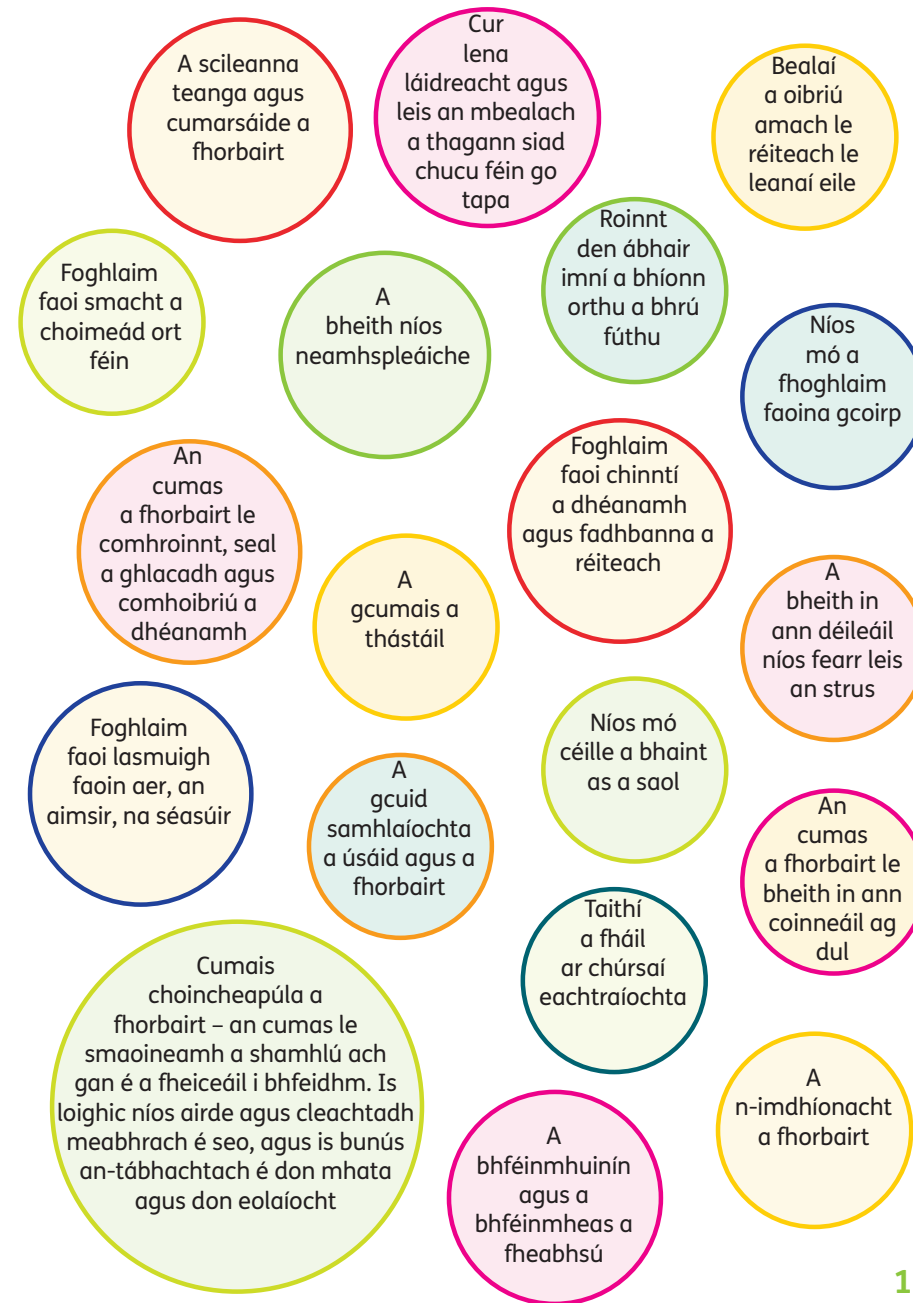 A scileanna
teanga agus
cumarsáide a
fhorbairt
Cur
lena
láidreacht agus
leis an mbealach
a thagann siad
chucu féin go
tapa
Bealaí
a oibriú
amach le
réiteach le
leanaí eile
Foghlaim
faoi smacht a
choimeád ort
féin
A
bheith níos
neamhspleáiche
Roinnt
den ábhair
imní a bhíonn
orthu a bhrú
fúthu
Níos
mó a
fhoghlaim
faoina gcoirp
An
cumas
a fhorbairt le
comhroinnt, seal
a ghlacadh agus
comhoibriú a
dhéanamh
A
gcumais a
thástáil
Foghlaim
faoi chinntí
a dhéanamh
agus fadhbanna a
réiteach
A
bheith in
ann déileáil
níos fearr leis
an strus
Foghlaim
faoi lasmuigh
faoin aer, an
aimsir, na séasúir
A
gcuid
samhlaíochta
a úsáid agus a
fhorbairt
Níos mó
céille a bhaint
as a saol
An
cumas
a fhorbairt le
bheith in ann
coinneáil ag
dul
Taithí
a fháil
ar chúrsaí
eachtraíochta
Cumais
choincheapúla a
fhorbairt – an cumas le
smaoineamh a shamhlú ach
gan é a fheiceáil i bhfeidhm. Is
loighic níos airde agus cleachtadh
meabhrach é seo, agus is bunús
an-tábhachtach é don mhata
agus don eolaíocht
A
bhféinmhuinín
agus a
bhféinmheas a
fheabhsú
A
n-imdhíonacht
a fhorbairt
1